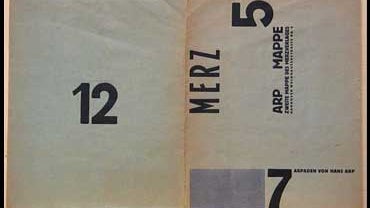 12
MERZ
5
ARP MAPPE
ZWEITE MAPPE DES MERZVERLAGES
7
ARPADEN VON HANS ARP